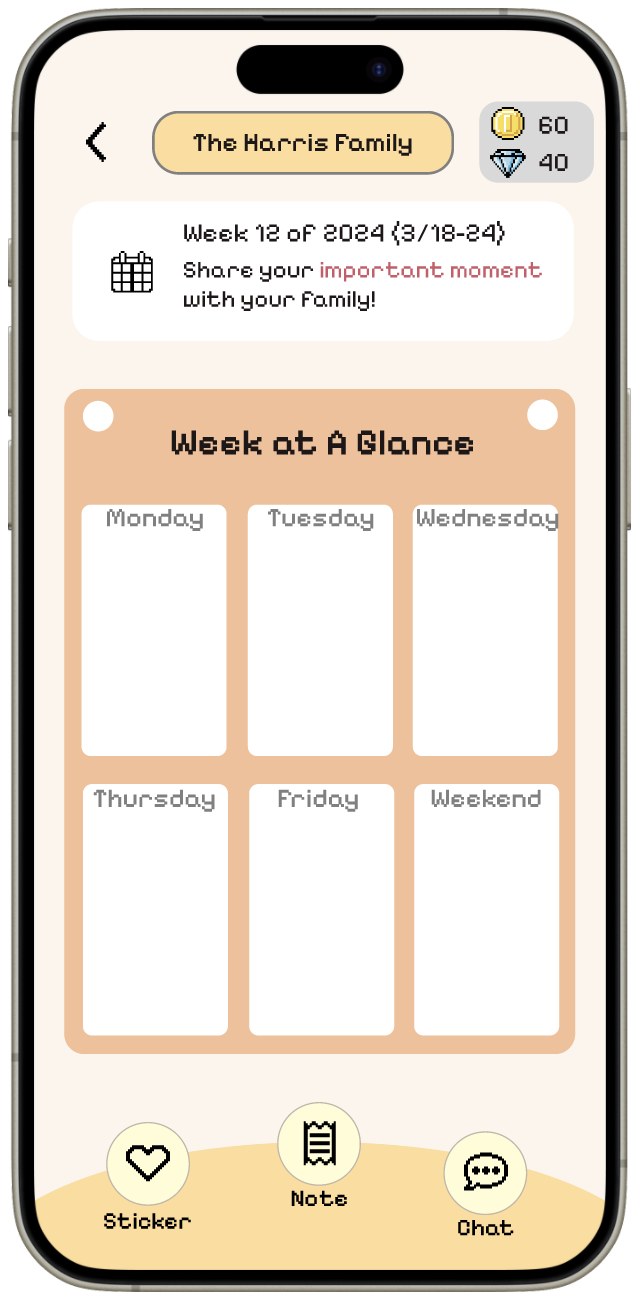 The Harris Family
60
40
Week 12 of 2024 (3/18-24)
Share your important moment
with your family!
Week at A Glance
Monday Tuesday Wednesday
Thursday Friday Weekend
Sticker
Note
Chat